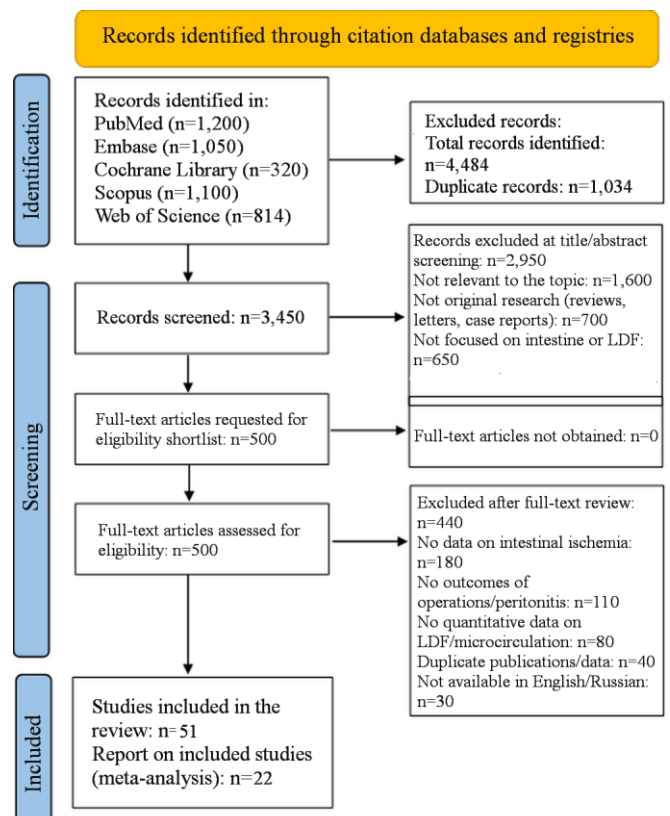 Records identified through citation databases and registries
Identification
Records identified in:
PubMed (n=1,200)
Embase (n=1,050)
Cochrane Library (n=320)
Scopus (n=1,100)
Web of Science (n=814)
Excluded records:
Total records identified:
n=4,484
Duplicate records: n=1,034
Screening
Records screened: n=3,450
Records excluded at title/abstract
screening: n=2,950
Not relevant to the topic: n=1,600
Not original research (reviews,
letters, case reports): n=700
Not focused on intestine or LDF:
n=650
Full-text articles requested for
eligibility shortlist: n=500
Full-text articles not obtained: n=0
Full-text articles assessed for
eligibility: n=500
Excluded after full-text review:
n=440
No data on intestinal ischemia:
n=180
No outcomes of
operations/peritonitis: n=110
No quantitative data on
LDF/microcirculation: n=80
Duplicate publications/data: n=40
Not available in English/Russian:
n=30
Included
Studies included in the
review: n=51
Report on included studies
(meta-analysis): n=22